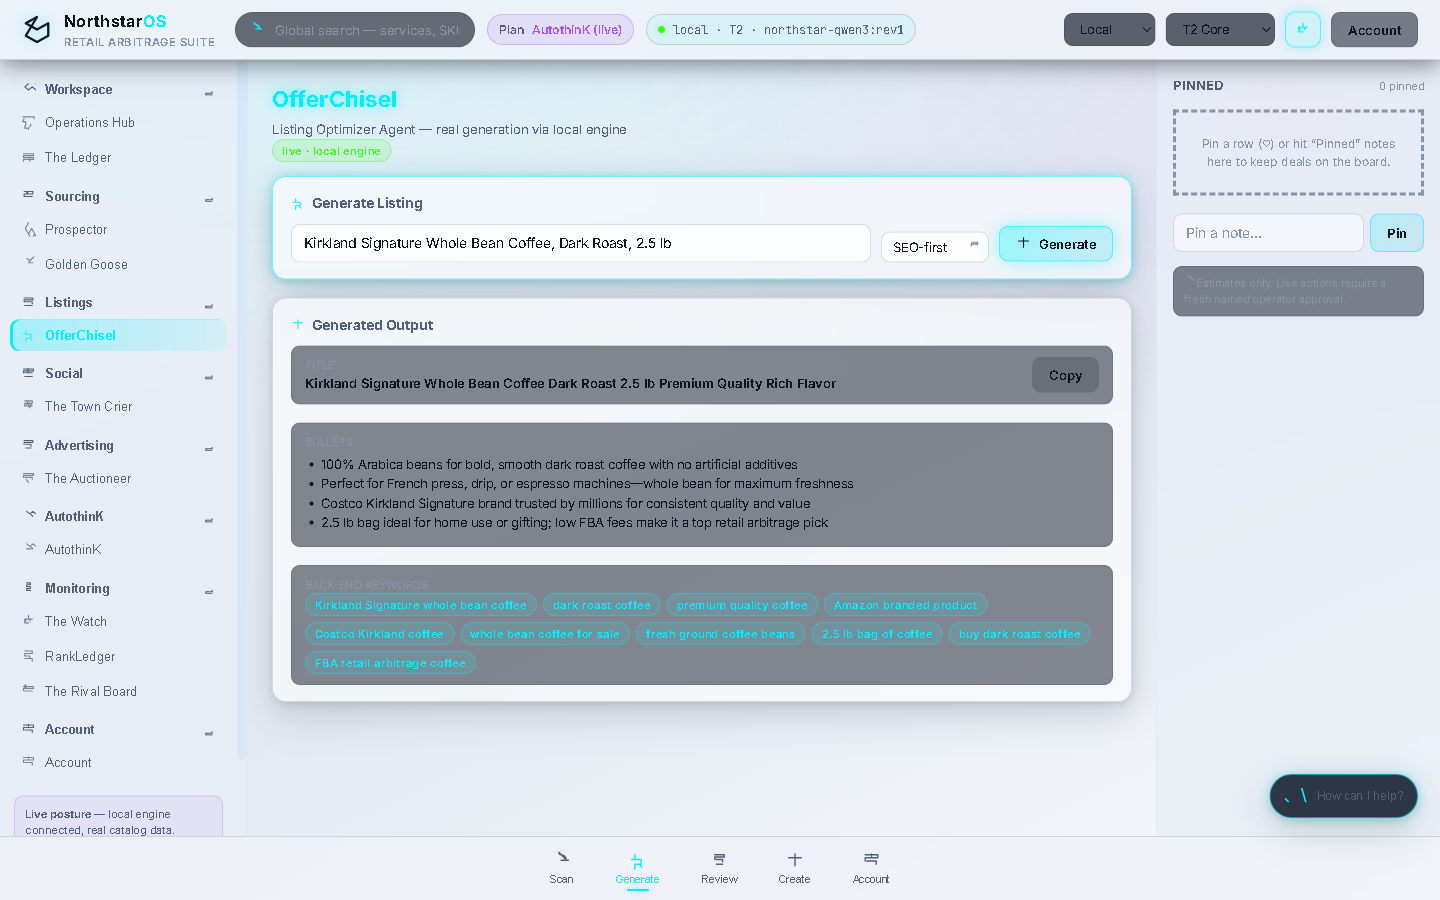 NorthstarOS
RETAIL ARBITRAGE SUITE
Global search — services, SK
Plan AutothinK (live)
local · T2 · northstar-qwen3:rev1
Local
T2 Core
Account
Workspace
Operations Hub
The Ledger
Sourcing
Prospector
Golden Goose
Listings
OfferChisel
Social
The Town Crier
Advertising
The Auctioneer
AutothinK
AutothinK
Monitoring
The Watch
RankLedger
The Rival Board
Account
Account
Live posture — local engine
connected, real catalog data.
OfferChisel
Listing Optimizer Agent — real generation via local engine
live · local engine
Generate Listing
Kirkland Signature Whole Bean Coffee, Dark Roast, 2.5 lb
SEO-first
Generate
Generated Output
TITLE
Kirkland Signature Whole Bean Coffee Dark Roast 2.5 lb Premium Quality Rich Flavor
Copy
BULLETS
• 100% Arabica beans for bold, smooth dark roast coffee with no artificial additives
• Perfect for French press, drip, or espresso machines—whole bean for maximum freshness
• Costco Kirkland Signature brand trusted by millions for consistent quality and value
• 2.5 lb bag ideal for home use or gifting; low FBA fees make it a top retail arbitrage pick
BACK-END KEYWORDS
Kirkland Signature whole bean coffee
dark roast coffee
premium quality coffee
Amazon branded product
Costco Kirkland coffee
whole bean coffee for sale
fresh ground coffee beans
2.5 lb bag of coffee
buy dark roast coffee
FBA retail arbitrage coffee
PINNED
0 pinned
Pin a row (♡) or hit “Pinned” notes
here to keep deals on the board.
Pin a note...
Pin
Estimates only. Live actions require a
fresh named operator approval.
How can I help?
Scan
Generate
Review
Create
Account